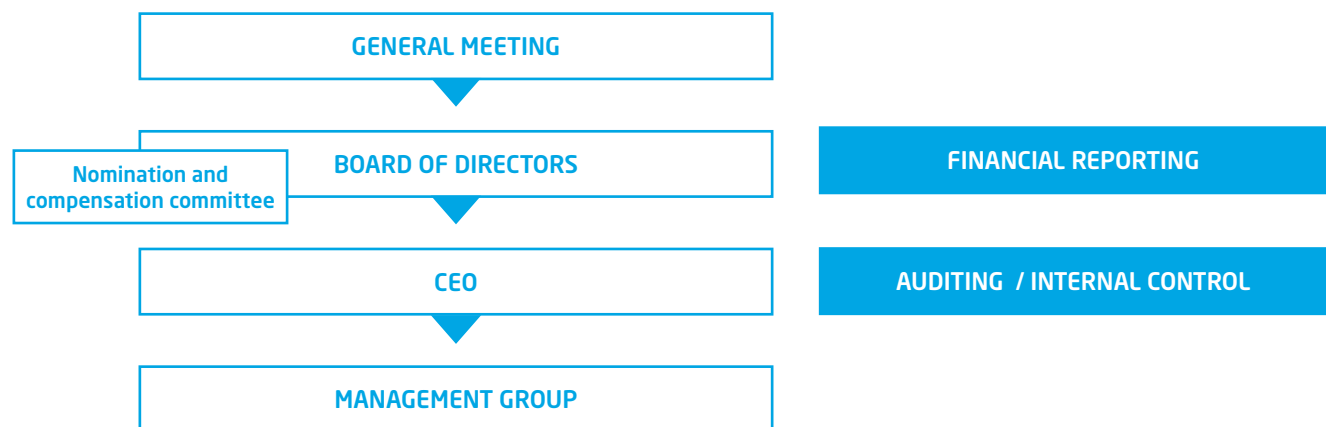 GENERAL MEETING
BOARD OF DIRECTORS
Nomination and
compensation committee
FINANCIAL REPORTING
CEO
AUDITING / INTERNAL CONTROL
MANAGEMENT GROUP